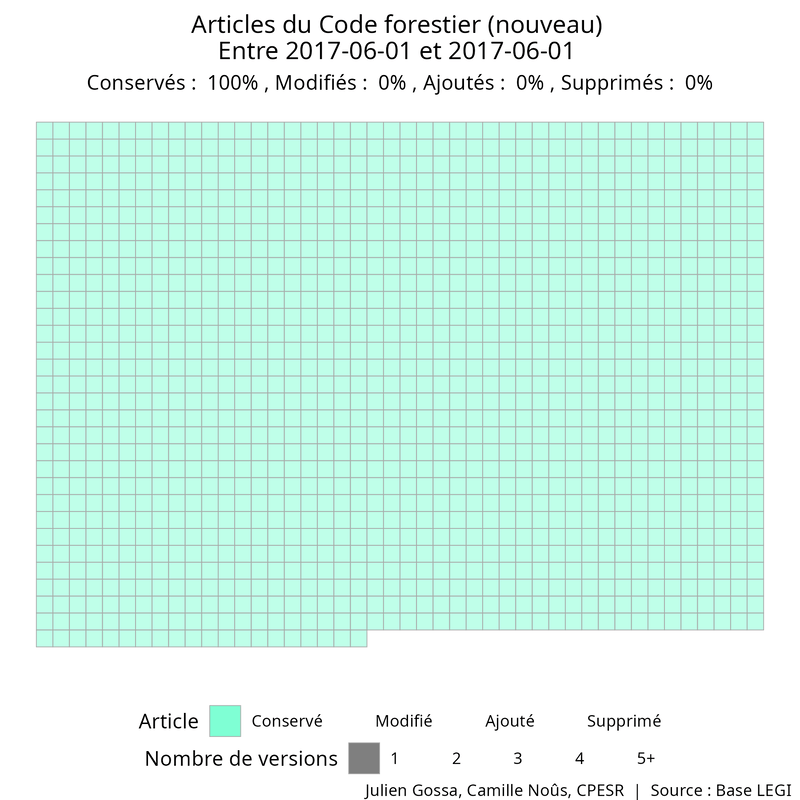 Articles du Code forestier (nouveau)
Entre 2017-06-01 et 2017-06-01
Conservés :  100% , Modifiés :  0% , Ajoutés :  0% , Supprimés :  0%
Article Conservé Modifié Ajouté Supprimé
Nombre de versions 1 2 3 4 5+
Julien Gossa, Camille Noûs, CPESR  |  Source : Base LEGI